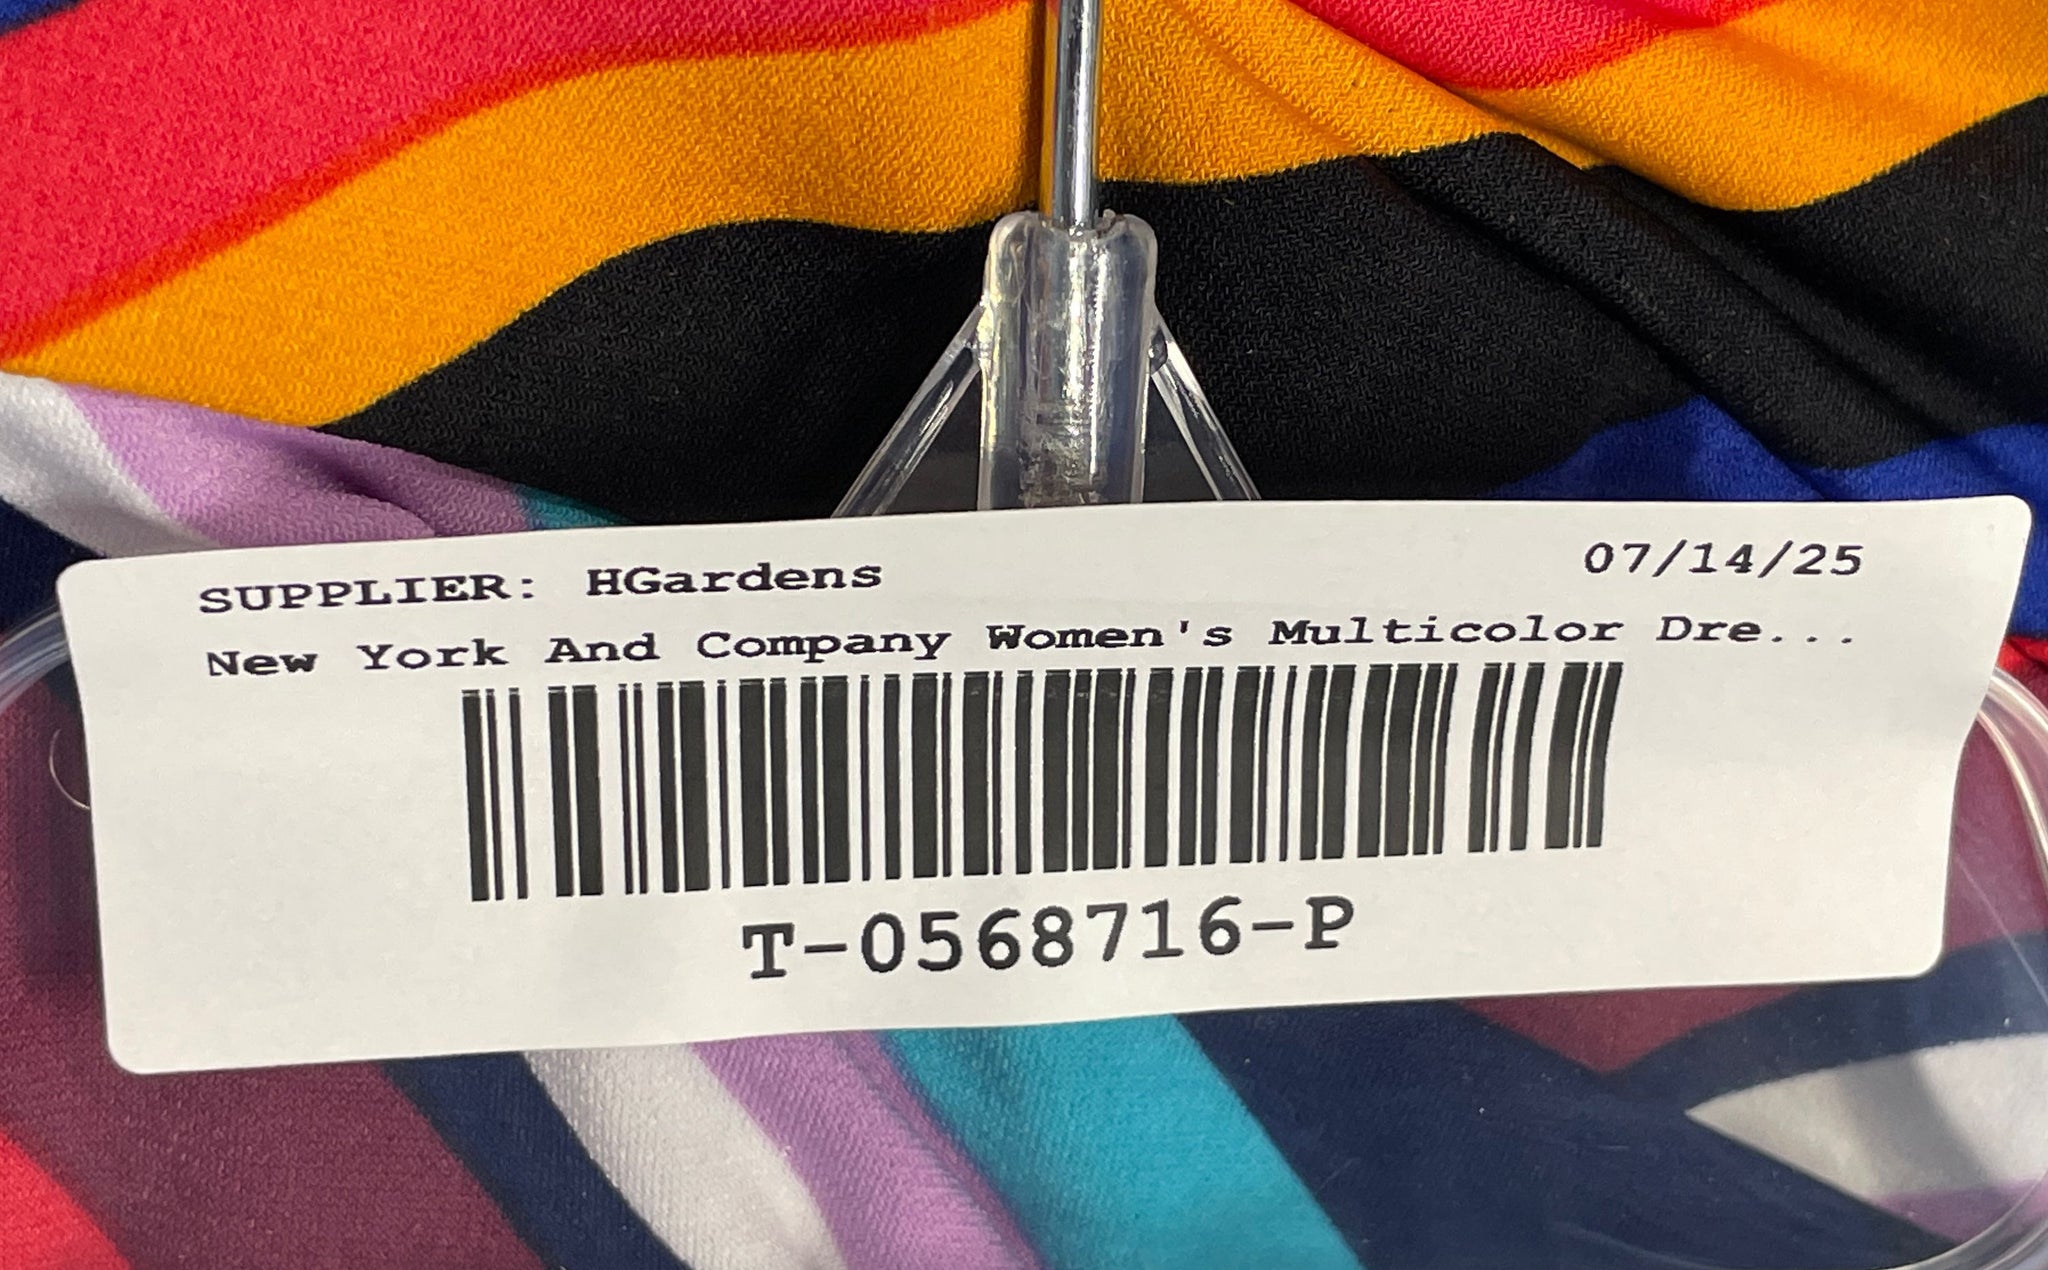 SUPPLIER: HGardens
07/14/25
New York And Company Women's Multicolor Dre...
T-0568716-P